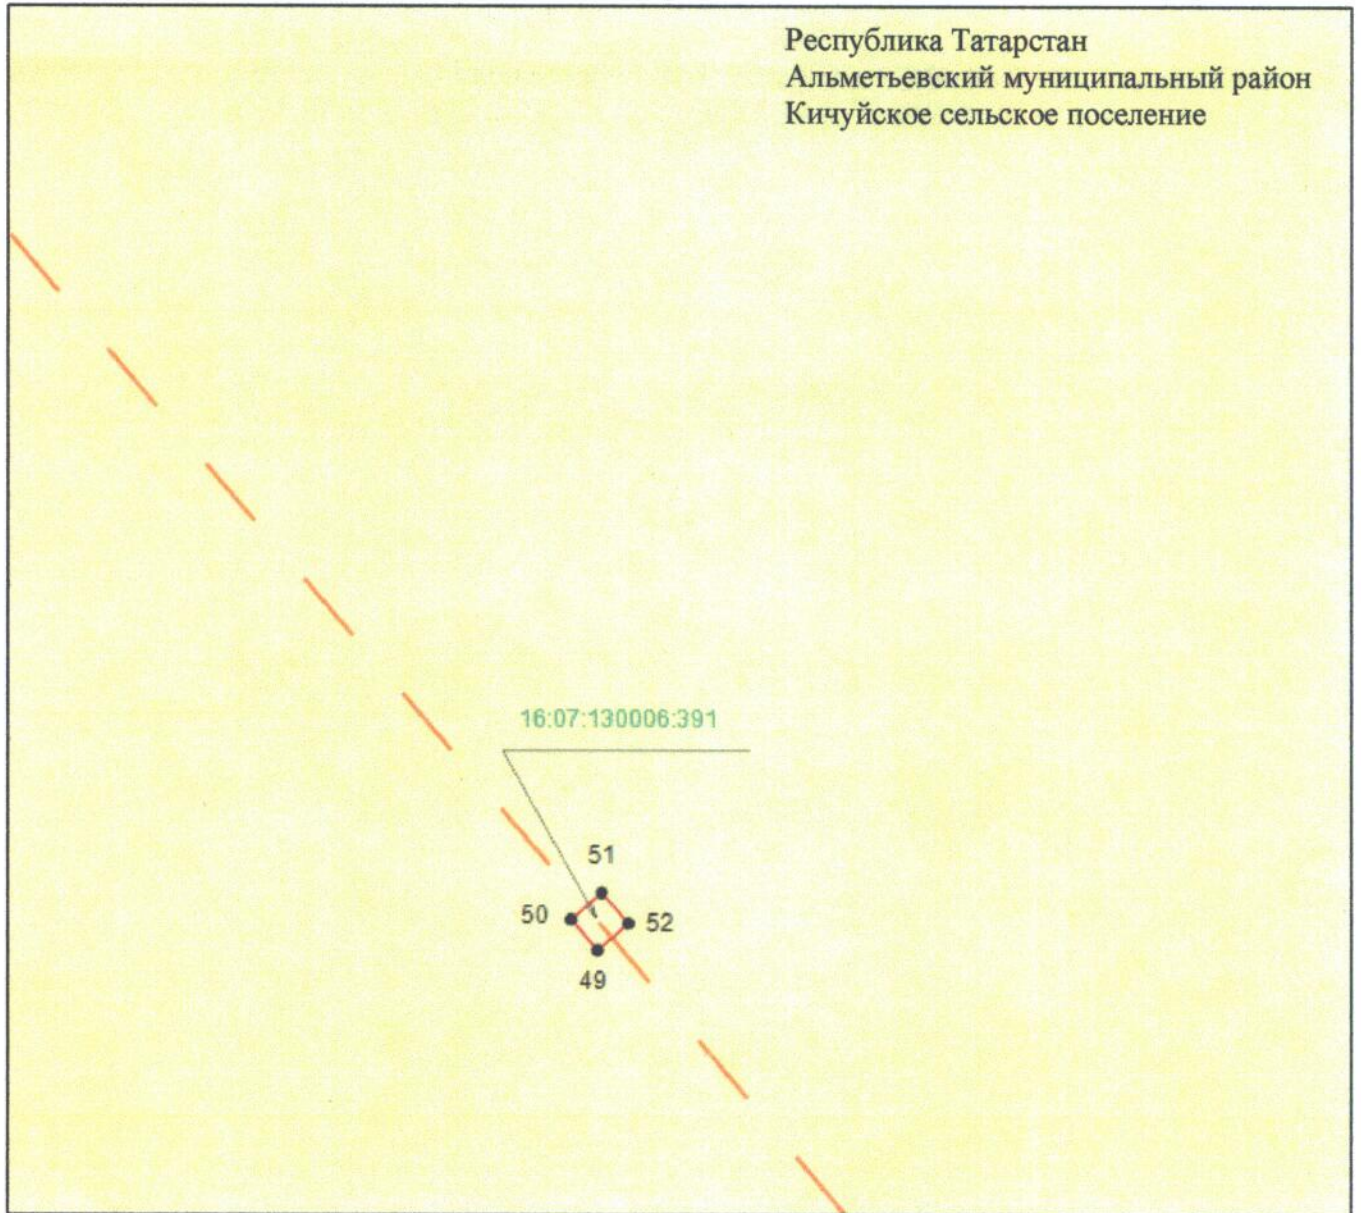 Республика Татарстан
Альметьевский муниципальный район
Кичуйское сельское поселение
16:07:130006:391
51
50
52
49